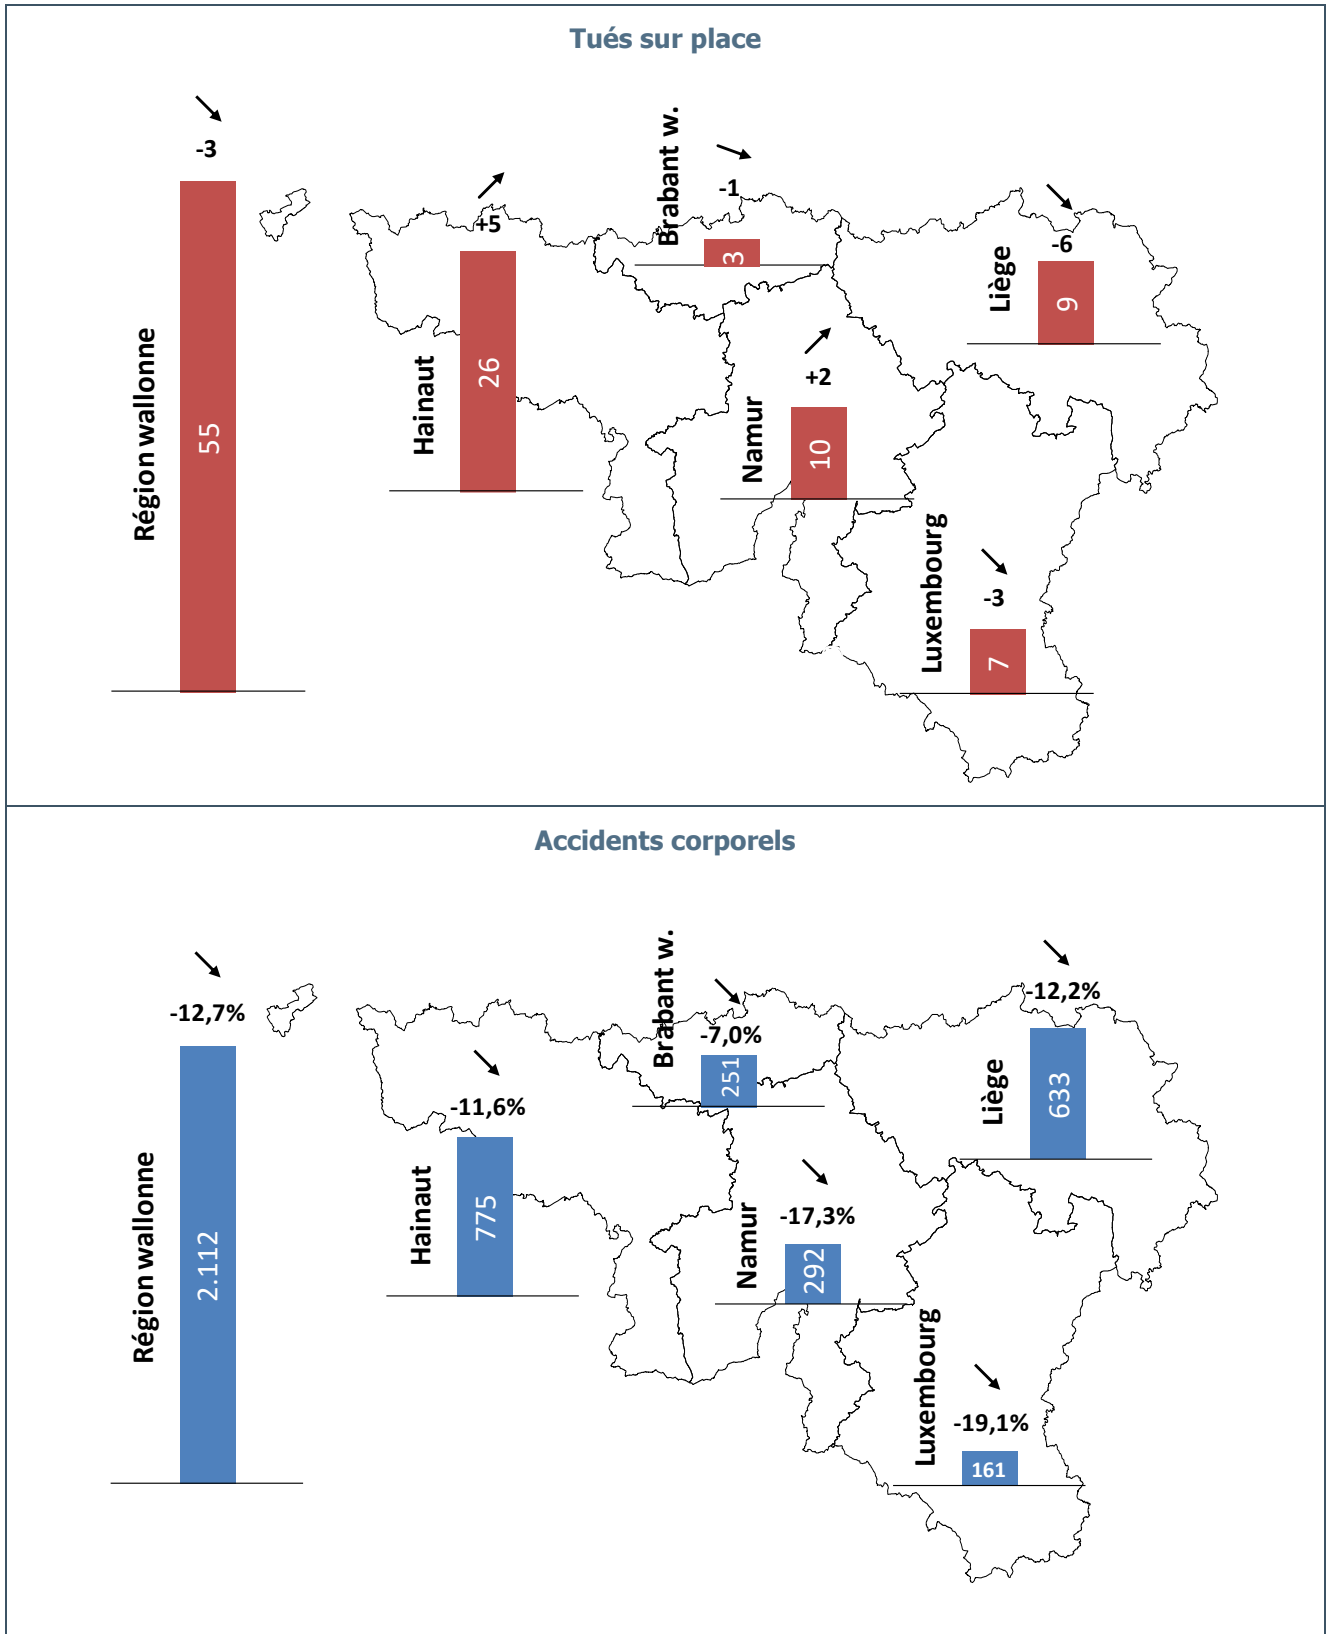 Tués sur place
-3
Région wallonne
55
+5
Hainaut
26
Brabant w.
-1
3
-6
Liège
9
+2
Namur
10
-3
Luxembourg
7
Accidents corporels
-12,7%
Région wallonne
2.112
-11,6%
Hainaut
775
Brabant w.
-7,0%
251
-12,2%
Liège
633
-17,3%
Namur
292
-19,1%
Luxembourg
161